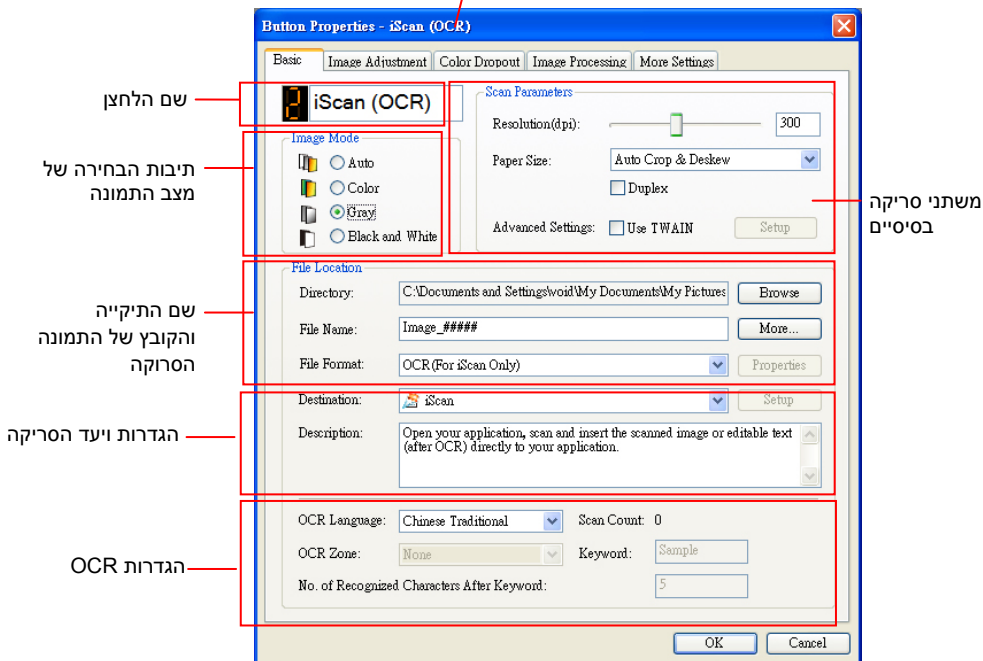 Button Properties - iScan (OCR)
Basic Image Adjustment Color Dropout Image Processing More Settings
שם הלחצן
2 iScan (OCR)
Scan Parameters
Resolution(dpi): 300
Paper Size: Auto Crop & Deskew
Duplex
Advanced Settings: Use TWAIN Setup
משתני סריקה
בסיסיים
תיבות הבחירה של
מצב התמונה
Image Mode
Auto
Color
Gray
Black and White
שם התיקייה
והקובץ של התמונה
הסרוקה
File Location
Directory: C:\Documents and Settings\void\My Documents\My Pictures Browse
File Name: Image_##### More...
File Format: OCR(For iScan Only) Properties
הגדרות ויעד הסריקה
Destination: iScan Setup
Description: Open your application, scan and insert the scanned image or editable text
(after OCR) directly to your application.
הגדרות OCR
OCR Language: Chinese Traditional Scan Count: 0
OCR Zone: None Keyword: Sample
No. of Recognized Characters After Keyword: 5
OK Cancel